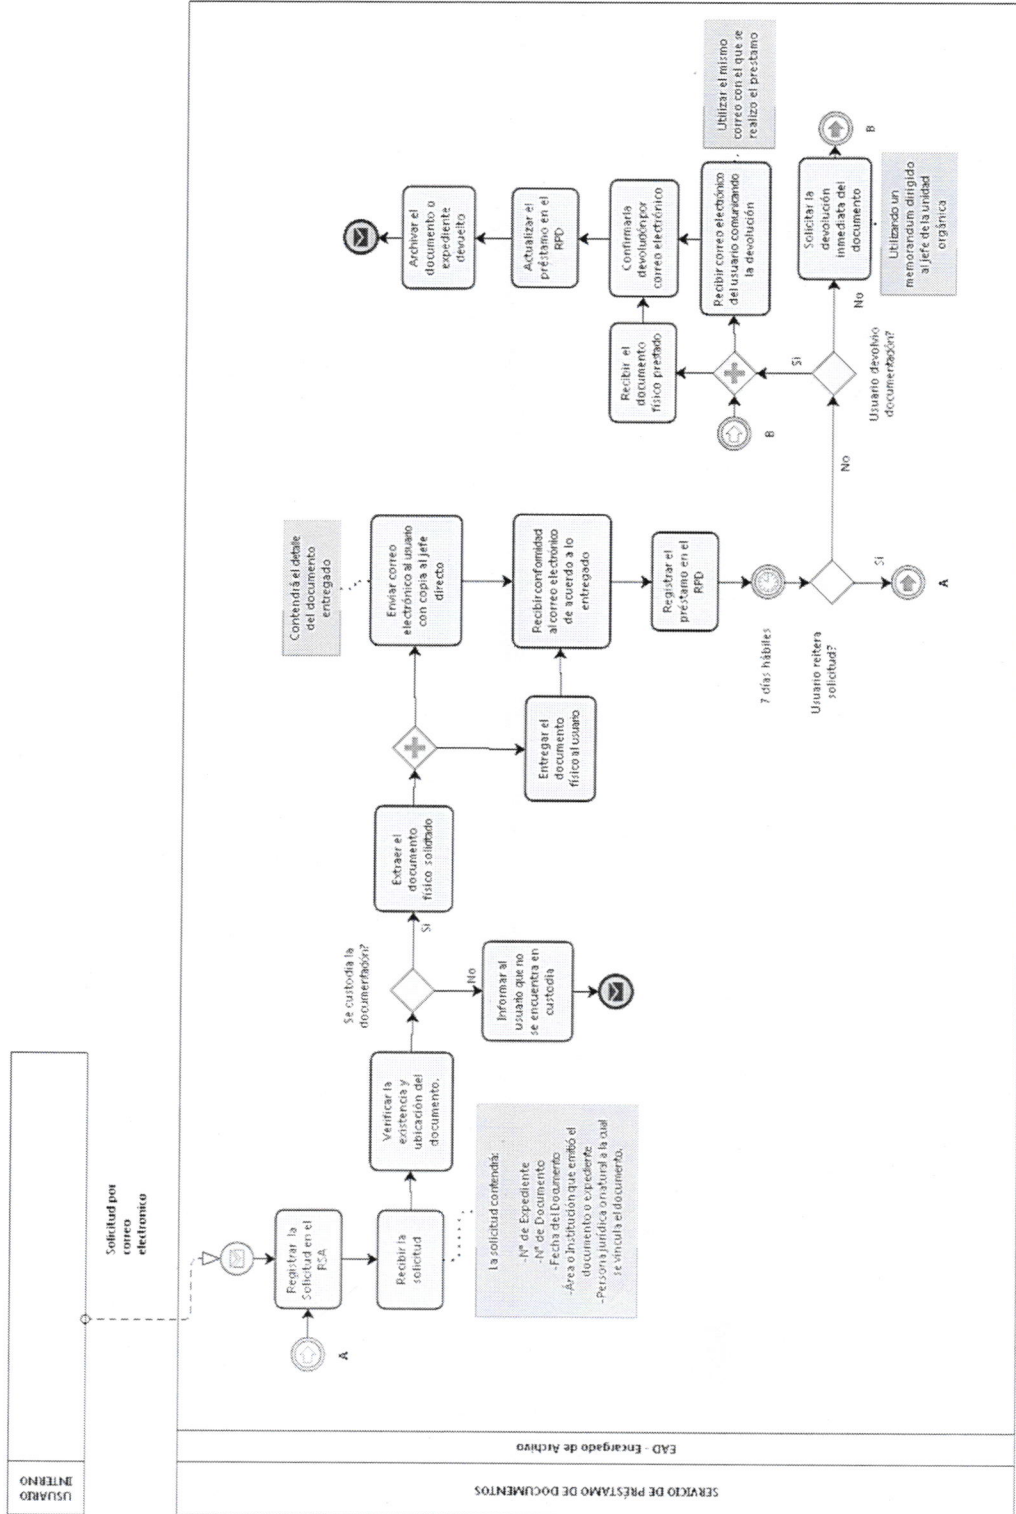 USUARIO
INTERNO
Solicitud por
correo
electronico
SERVICIO DE PRÉSTAMO DE DOCUMENTOS
EAD - Encargado de Archivo
A
Registrar la
Solicitud en el
RSA
Recibir la
solicitud
La solicitud contendrá:
-N° de Expediente
-N° de Documento
-Fecha del Documento
-Área o Institución que emitió el
documento o expediente
-Persona jurídica o natural a la cual
se vincula el documento.
Verificar la
existencia y
ubicación del
documento.
Se custodia la
documentación?
No
Informar al
usuario que no
se encuentra en
custodia
Si
Extraer el
documento
físico solicitado
Entregar el
documento
físico al usuario
Contendrá el detalle
del documento
entregado
Enviar correo
electrónico al usuario
con copia al jefe
directo
Recibir conformidad
al correo electrónico
de acuerdo a lo
entregado
Registrar el
préstamo en el
RPD
7 días hábiles
Usuario reitera
solicitud?
Si
A
No
Usuario devolvio
documentación?
Si
No
B
Recibir el
documento
físico prestado
Recibir correo electrónico
del usuario comunicando
la devolución
Utilizar el mismo
correo con el que se
realizo el prestamo
Confirmar la
devolución por
correo electrónico
Actualizar el
préstamo en el
RPD
Archivar el
documento o
expediente
devuelto
Solicitar la
devolución
inmediata del
documento
Utilizando un
memorandum dirigido
al jefe de la unidad
orgánica
B